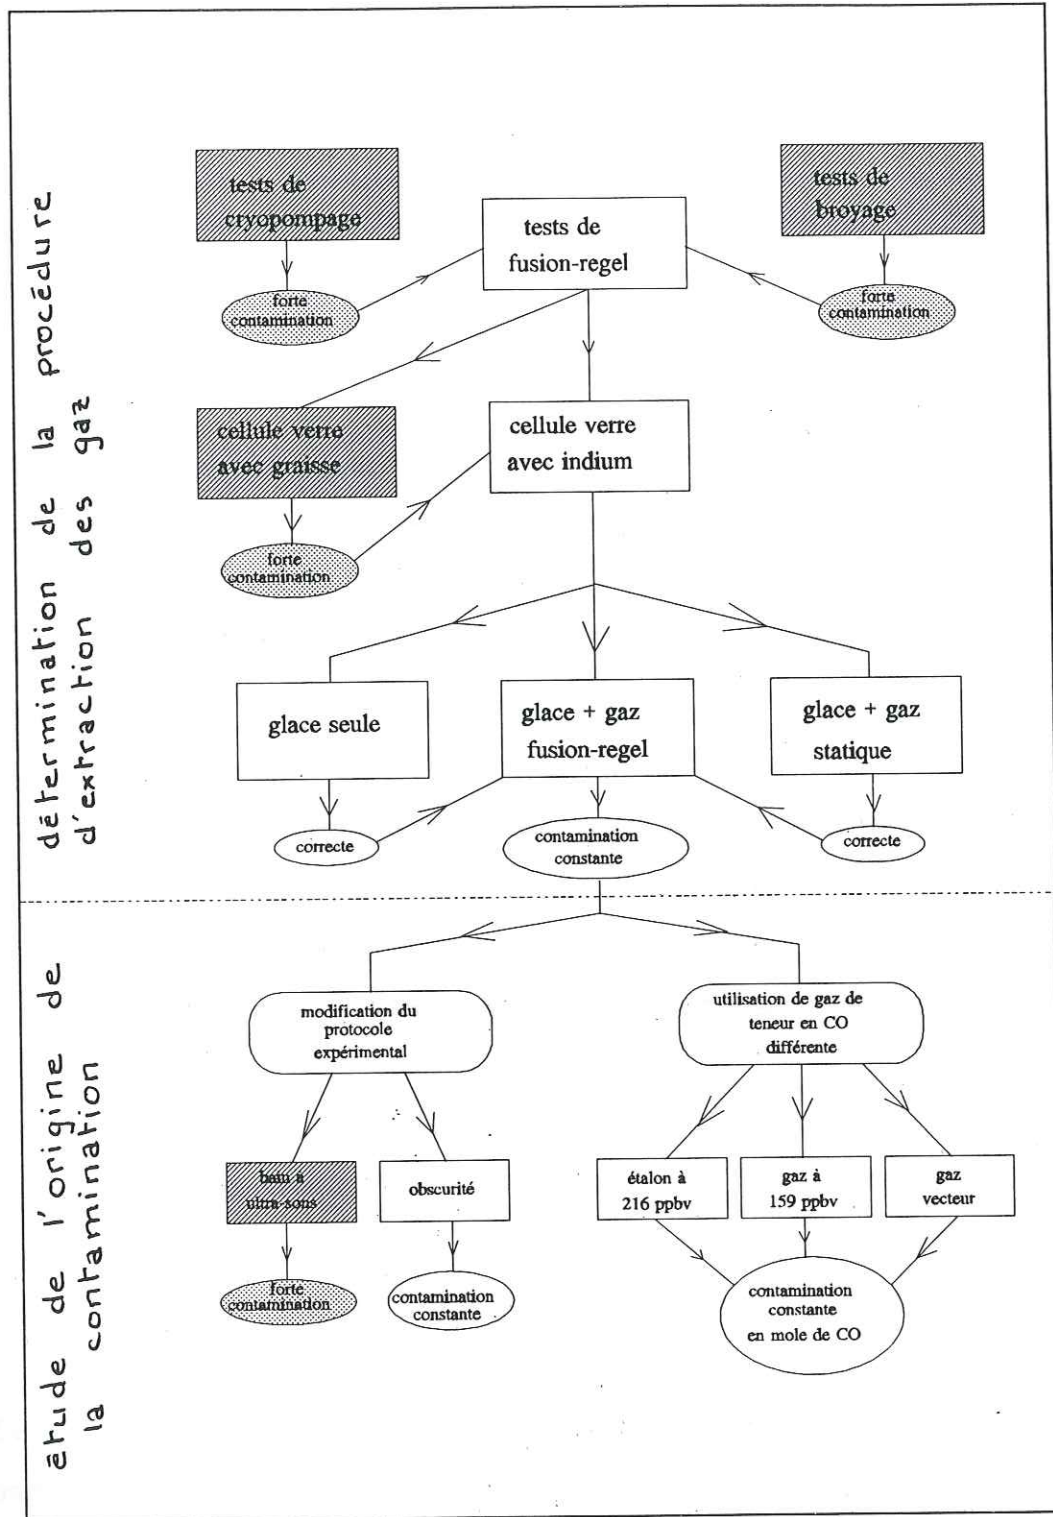 détermination de la procédure
d'extraction des gaz
tests de
cryopompage
tests de
fusion-regel
tests de
broyage
forte
contamination
forte
contamination
cellule verre
avec graisse
cellule verre
avec indium
forte
contamination
glace seule
glace + gaz
fusion-regel
glace + gaz
statique
correcte
contamination
constante
correcte
étude de l'origine de
la contamination
modification du
protocole
expérimental
utilisation de gaz de
teneur en CO
différente
bain à
ultra-sons
obscurité
étalon à
216 ppbv
gaz à
159 ppbv
gaz
vecteur
forte
contamination
contamination
constante
contamination
constante
en mole de CO